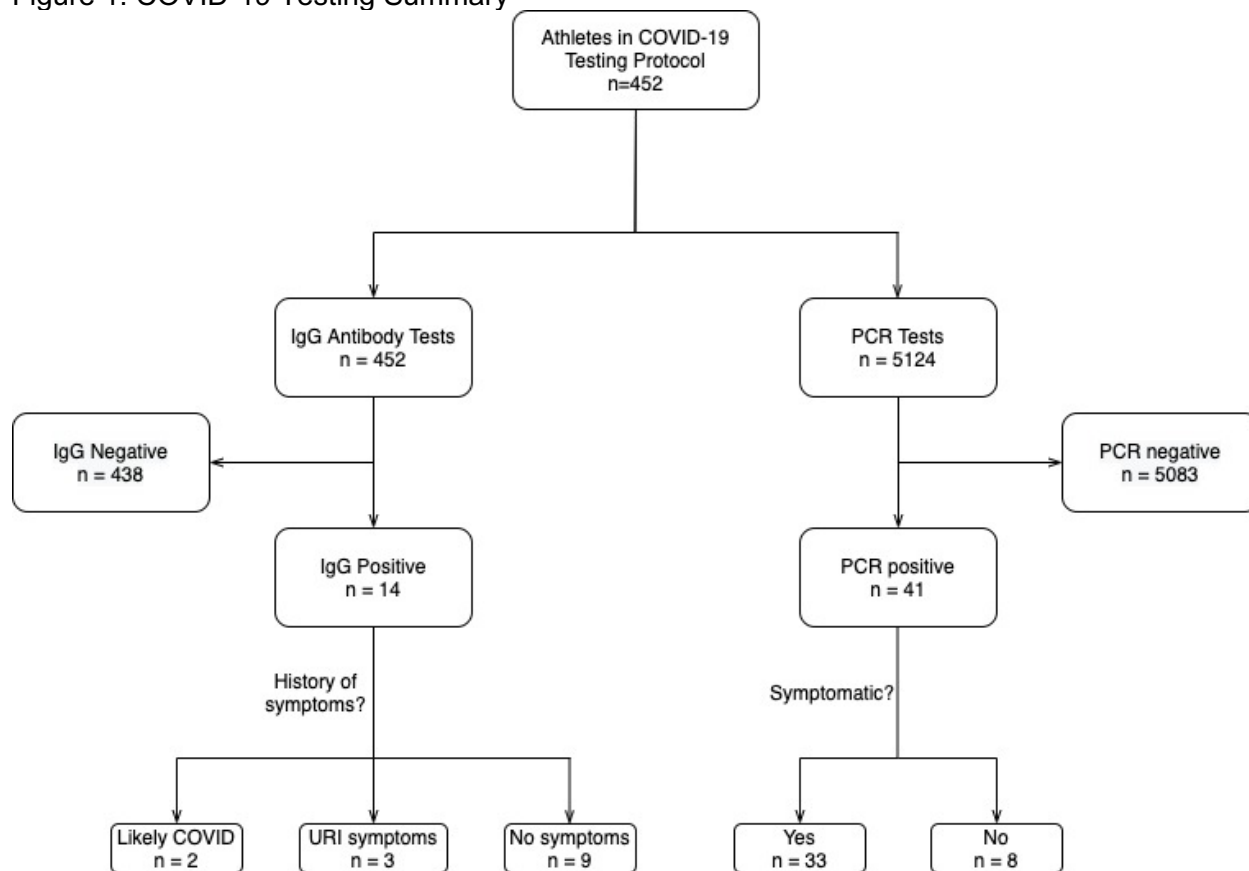 Figure 1: COVID-19 Testing Summary
Athletes in COVID-19
Testing Protocol
n=452
IgG Antibody Tests
n = 452
PCR Tests
n = 5124
IgG Negative
n = 438
PCR negative
n = 5083
IgG Positive
n = 14
PCR positive
n = 41
History of
symptoms?
Symptomatic?
Likely COVID
n = 2
URI symptoms
n = 3
No symptoms
n = 9
Yes
n = 33
No
n = 8